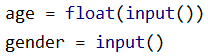 age = float(input())
gender = input()